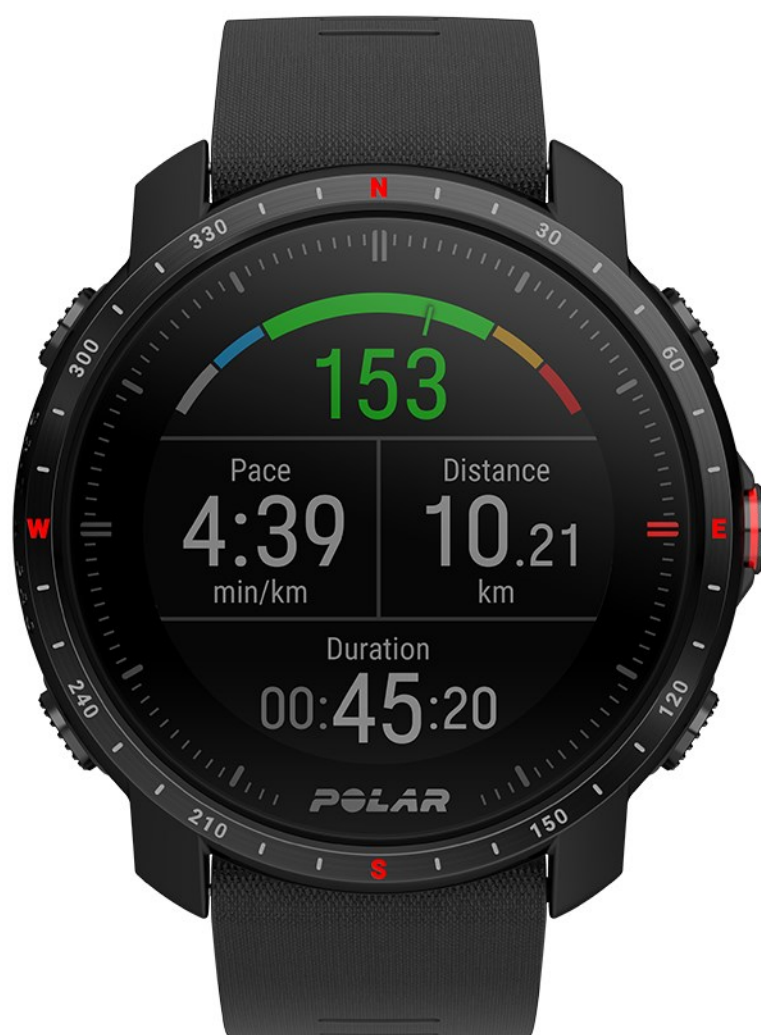 N
330
30
300
60
153
Pace
Distance
4:39
10.21
min/km
km
W
E
Duration
00:45:20
240
120
POLAR
210
150
S